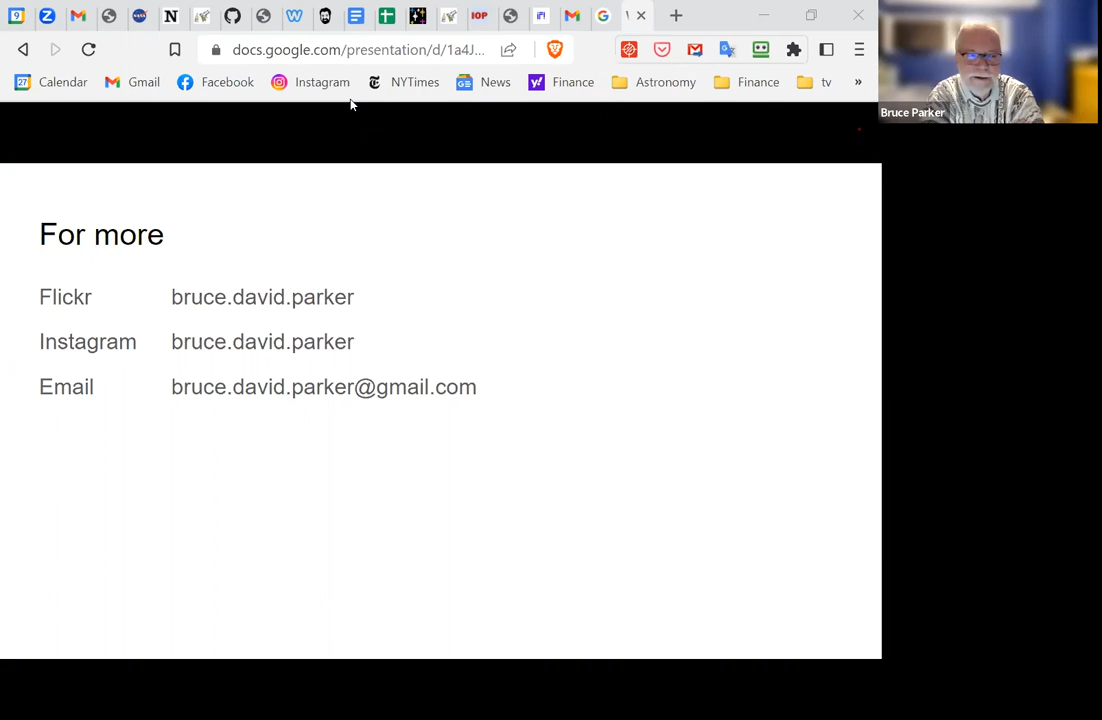 docs.google.com/presentation/d/1a4J...
Calendar Gmail Facebook Instagram NYTimes News Finance Astronomy Finance tv »
Bruce Parker
For more
Flickr bruce.david.parker
Instagram bruce.david.parker
Email bruce.david.parker@gmail.com